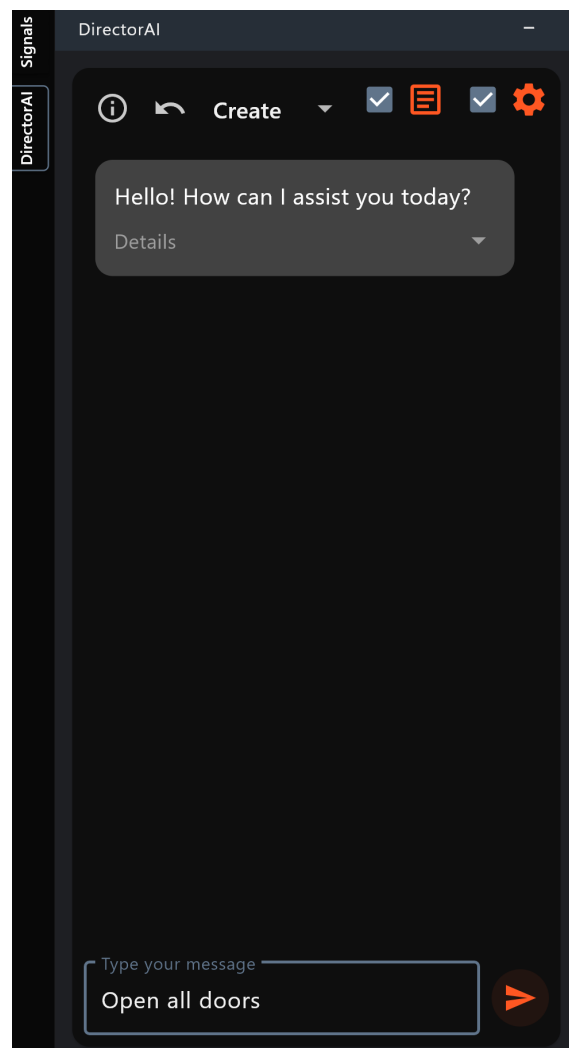 Signals
DirectorAI
DirectorAI
Create
Hello! How can I assist you today?
Details
Type your message
Open all doors